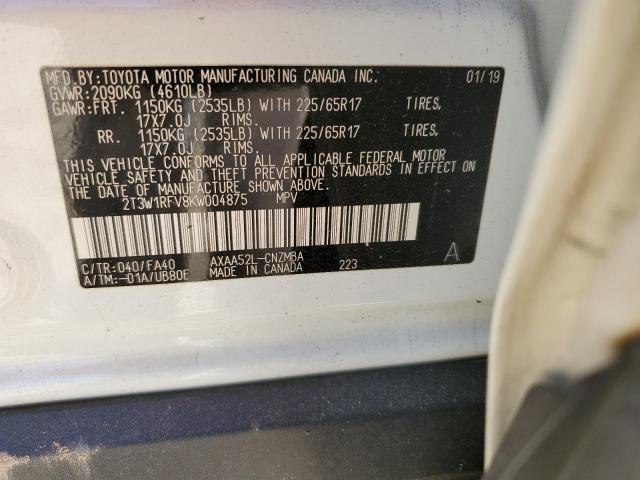 MFD.BY:TOYOTA MOTOR MANUFACTURING CANADA INC. 01/19
GVWR:2090KG (4610LB)
GAWR:FRT. 1150KG (2535LB) WITH 225/65R17 TIRES,
17X7.0J RIMS.
RR. 1150KG (2535LB) WITH 225/65R17 TIRES,
17X7.0J RIMS.
THIS VEHICLE CONFORMS TO ALL APPLICABLE FEDERAL MOTOR
VEHICLE SAFETY AND THEFT PREVENTION STANDARDS IN EFFECT ON
THE DATE OF MANUFACTURE SHOWN ABOVE.
2T3W1RFV8KW004875 MPV
C/TR:040/FA40 AXAA52L-CNZMBA A
A/TM:-01A/UB80E MADE IN CANADA 223